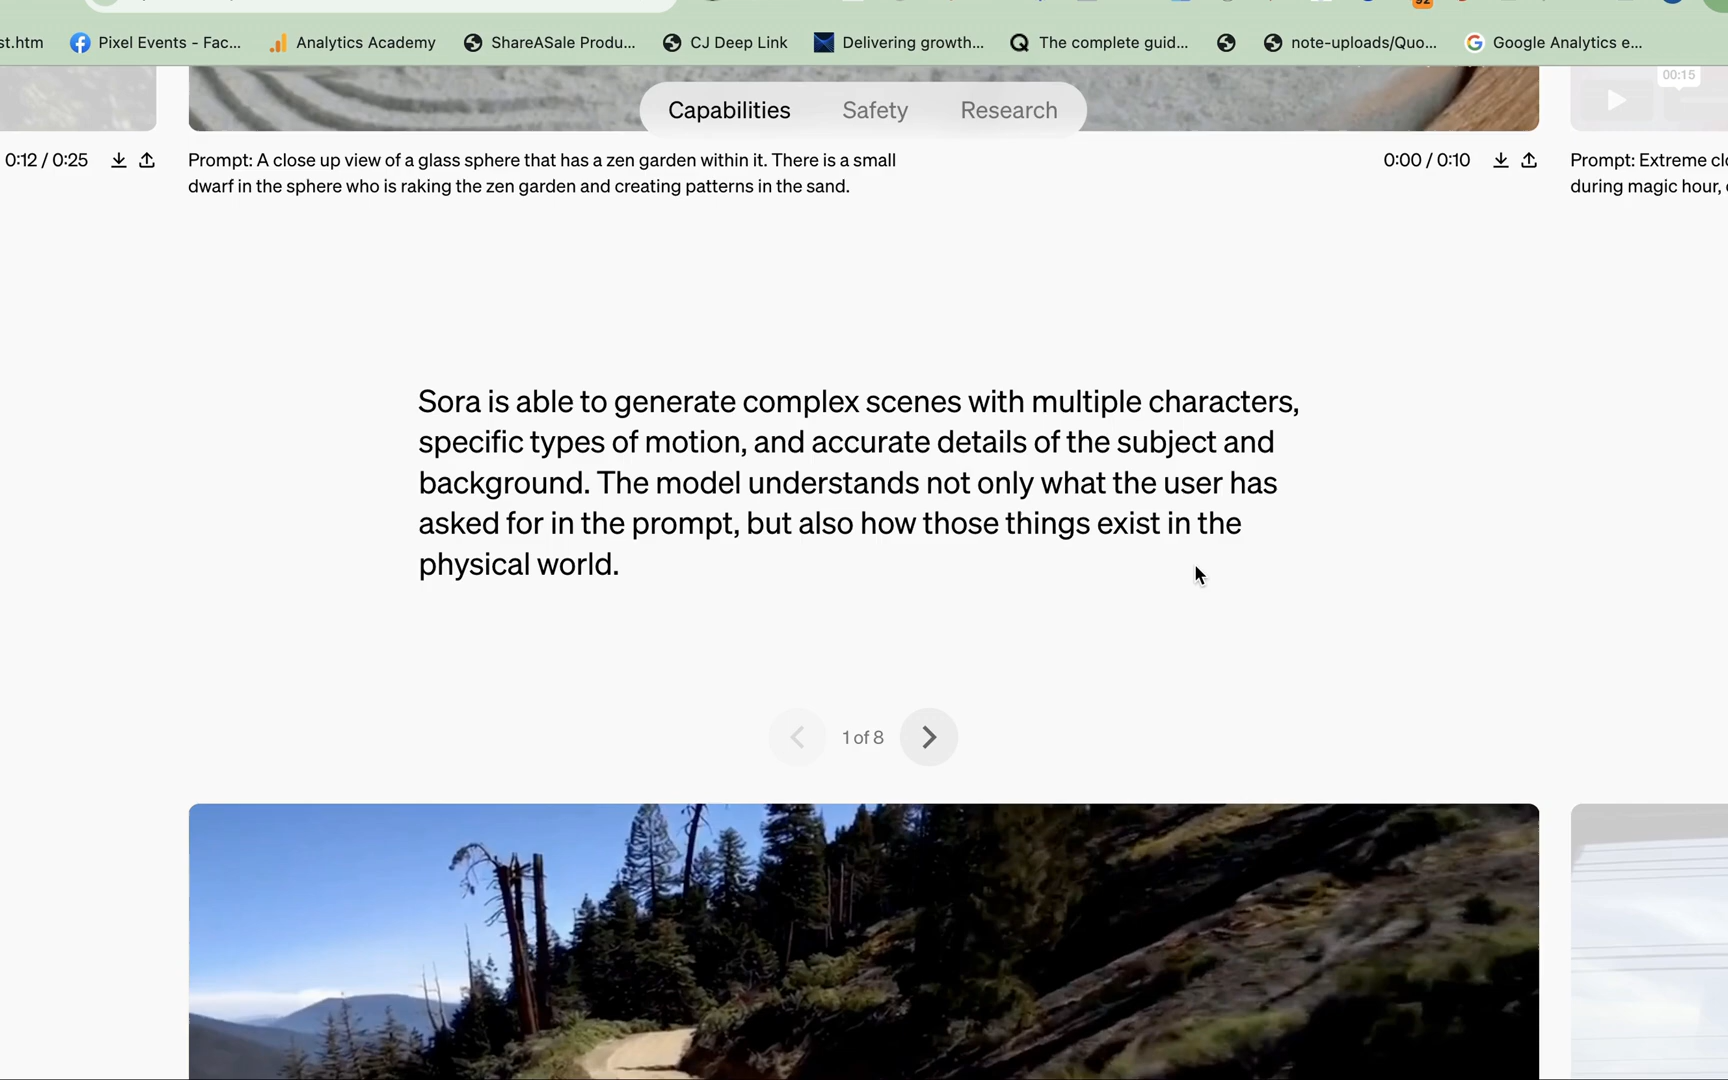 st.htm
Pixel Events - Fac...
Analytics Academy
ShareASale Produ...
CJ Deep Link
Delivering growth...
The complete guid...
note-uploads/Quo...
Google Analytics e...
00:15
Capabilities
Safety
Research
0:12 / 0:25
Prompt: A close up view of a glass sphere that has a zen garden within it. There is a small
dwarf in the sphere who is raking the zen garden and creating patterns in the sand.
0:00 / 0:10
Prompt: Extreme clo
during magic hour,
Sora is able to generate complex scenes with multiple characters,
specific types of motion, and accurate details of the subject and
background. The model understands not only what the user has
asked for in the prompt, but also how those things exist in the
physical world.
1 of 8